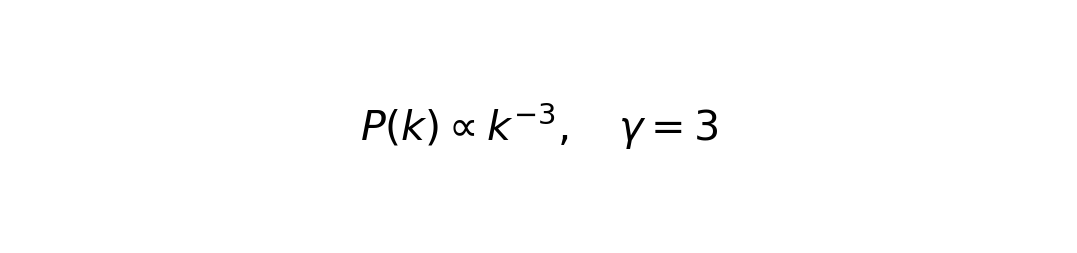 P(k) ∝ k⁻³, γ = 3